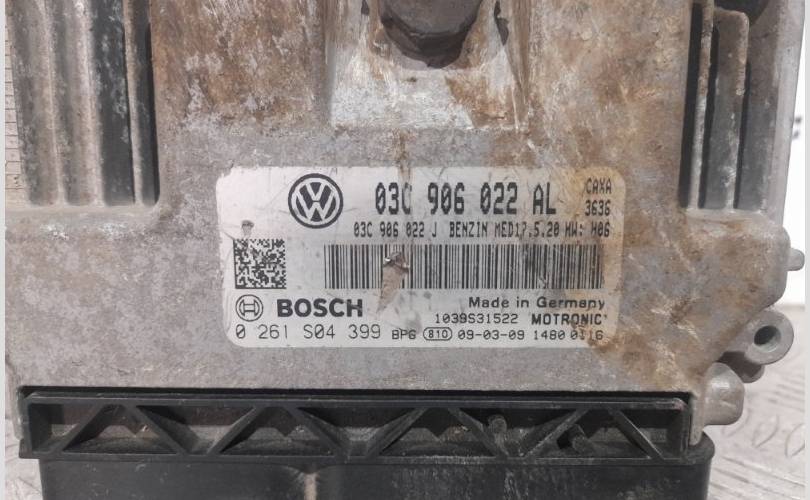 03C 906 022 AL CAXA
3636
03C 906 022 J BENZIN MED17.5.20 HW: H06
BOSCH
Made in Germany
1039S31522 MOTRONIC
0 261 S04 399 BPG 810 09-03-09 1480 0116